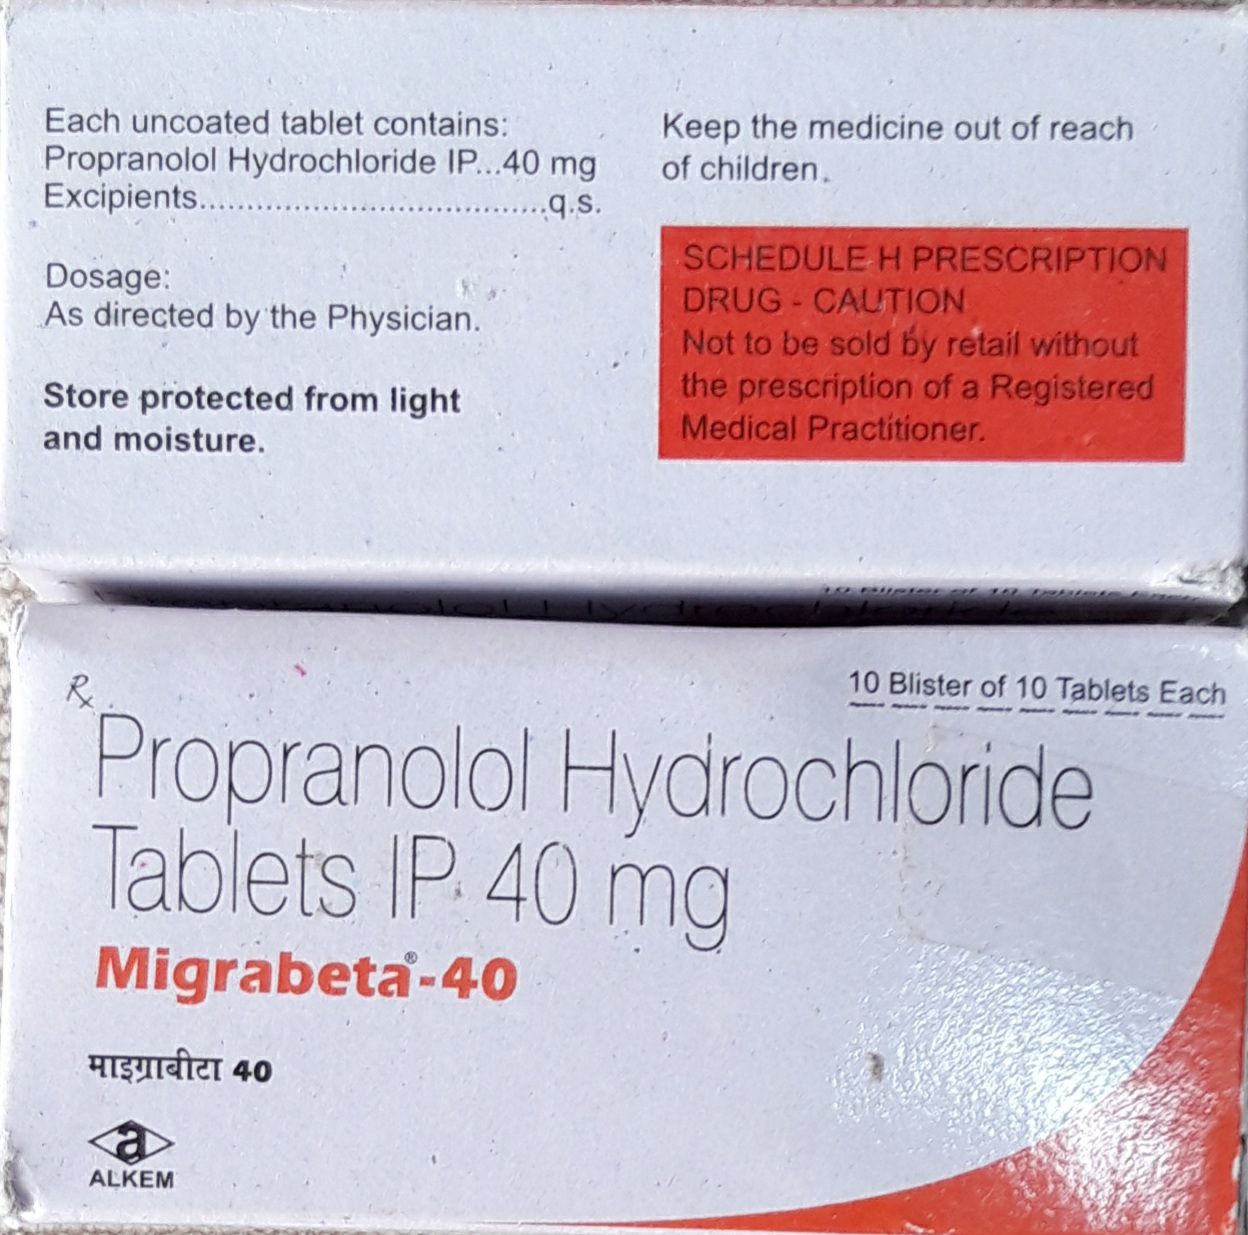 Each uncoated tablet contains:
Propranolol Hydrochloride IP...40 mg
Excipients......................................q.s.
Dosage:
As directed by the Physician.
Store protected from light
and moisture.
Keep the medicine out of reach
of children.
SCHEDULE H PRESCRIPTION
DRUG - CAUTION
Not to be sold by retail without
the prescription of a Registered
Medical Practitioner.
10 Blister of 10 Tablets Each
Rx
Propranolol Hydrochloride
Tablets IP 40 mg
Migrabeta®-40
माइग्राबीटा 40
a
ALKEM